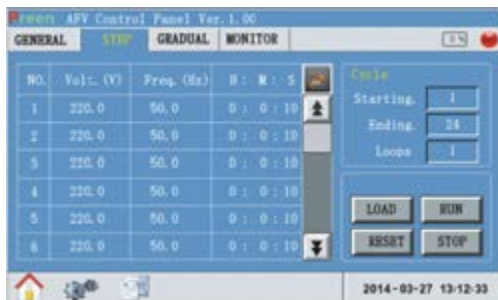 Preen APV Control Panel Ver. 1.00
GENERAL STEP GRADUAL MONITOR
NO. Volt. (V) Freq. (Hz) H : M : S
1 220.0 50.0 0 : 0 : 10
2 220.0 50.0 0 : 0 : 10
3 220.0 50.0 0 : 0 : 10
4 220.0 50.0 0 : 0 : 10
5 220.0 50.0 0 : 0 : 10
6 220.0 50.0 0 : 0 : 10
Cycle
Starting. 1
Ending. 24
Loops 1
LOAD RUN
RESET STOP
2014-03-27 13:12:33